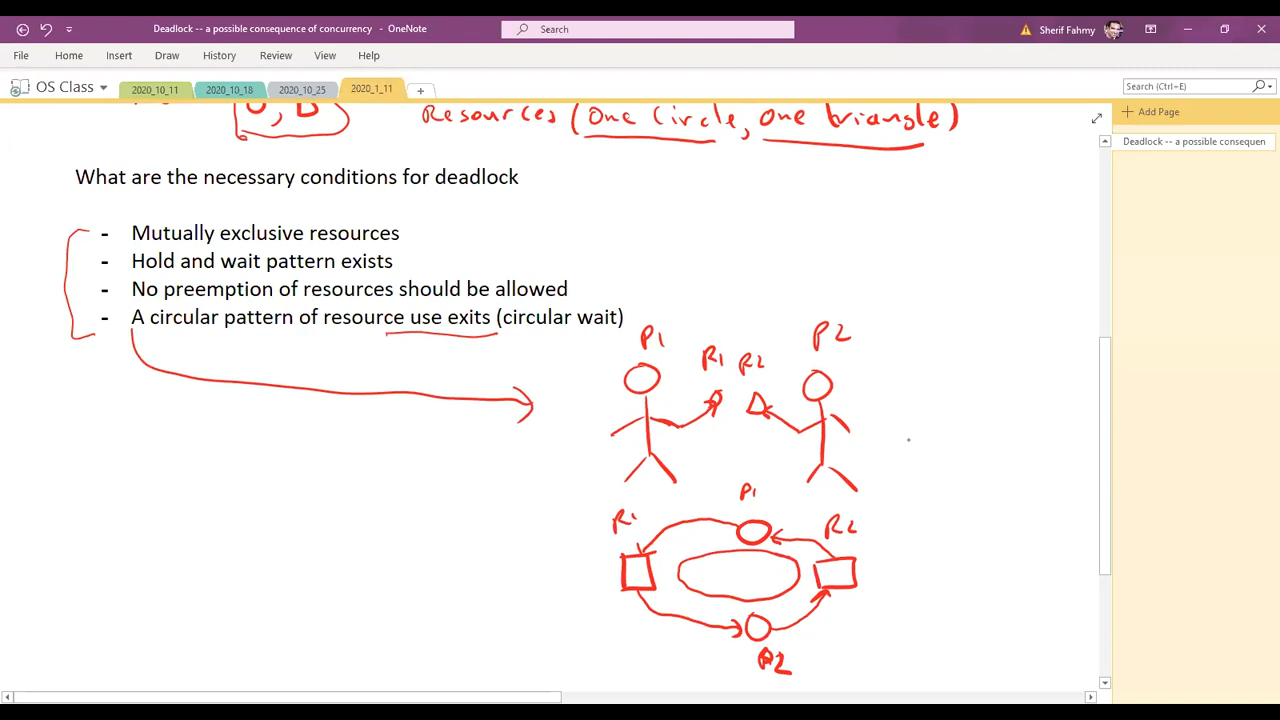 Deadlock -- a possible consequence of concurrency - OneNote
Search
Sherif Fahmy
File Home Insert Draw History Review View Help
OS Class
2020_10_11 2020_10_18 2020_10_25 2020_1_11
Search (Ctrl+E)
Add Page
Deadlock -- a possible consequen
Resources (One Circle, One triangle)
What are the necessary conditions for deadlock
- Mutually exclusive resources
- Hold and wait pattern exists
- No preemption of resources should be allowed
- A circular pattern of resource use exits (circular wait)
P1 P2
R1 R2
P1
R1 R2
P2